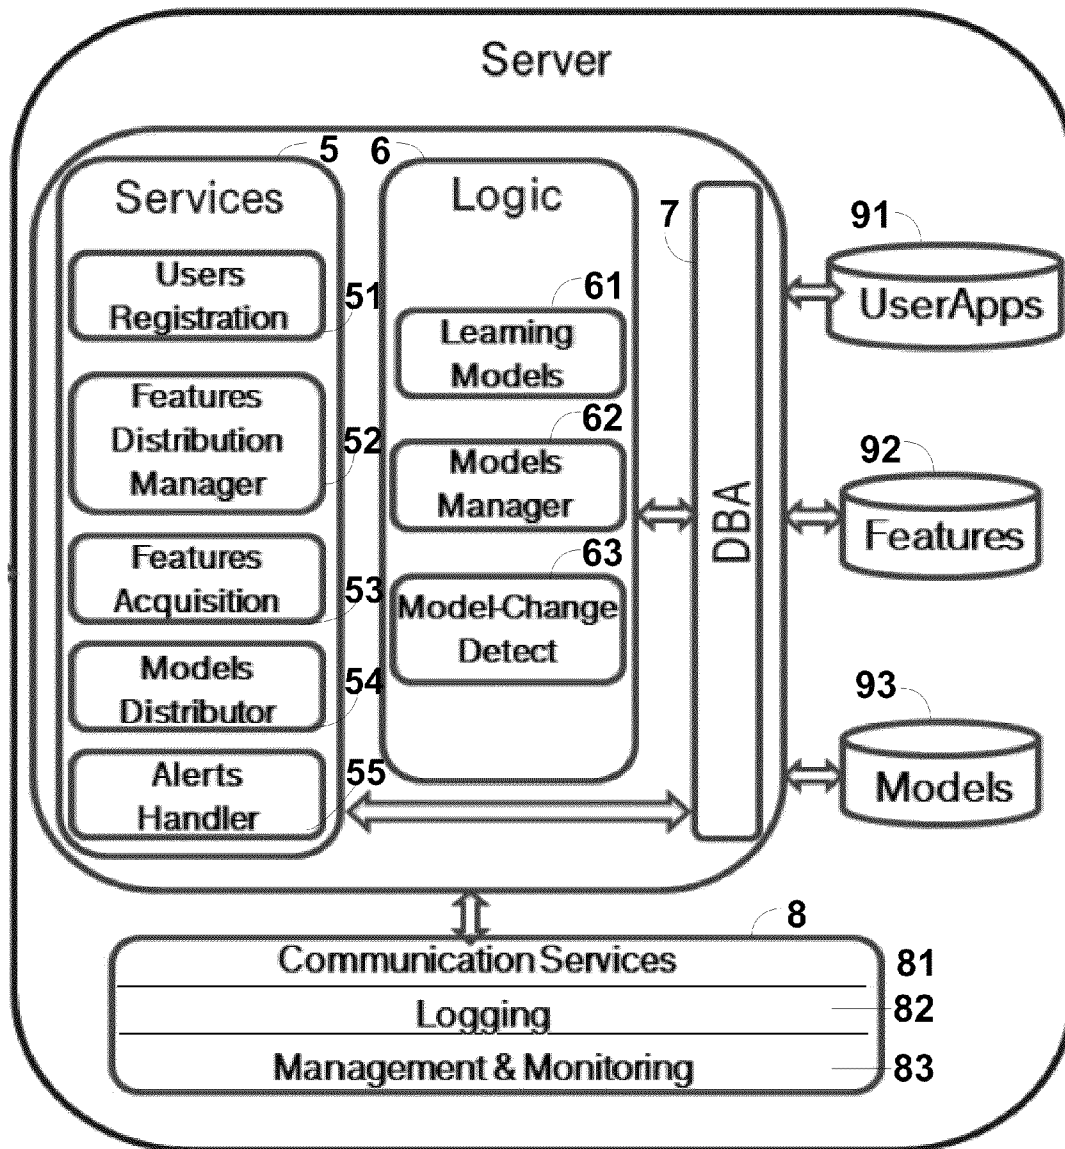 Server
5
Services
Users
Registration
51
Features
Distribution
Manager
52
Features
Acquisition
53
Models
Distributor
54
Alerts
Handler
55
6
Logic
61
Learning
Models
62
Models
Manager
63
Model-Change
Detect
7
DBA
91
UserApps
92
Features
93
Models
8
Communication Services
81
Logging
82
Management & Monitoring
83